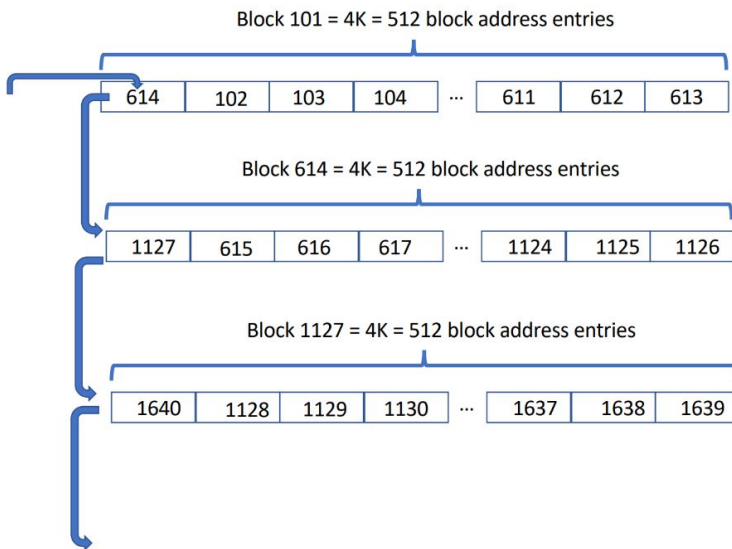 Block 101 = 4K = 512 block address entries
614 102 103 104 ... 611 612 613
Block 614 = 4K = 512 block address entries
1127 615 616 617 ... 1124 1125 1126
Block 1127 = 4K = 512 block address entries
1640 1128 1129 1130 ... 1637 1638 1639